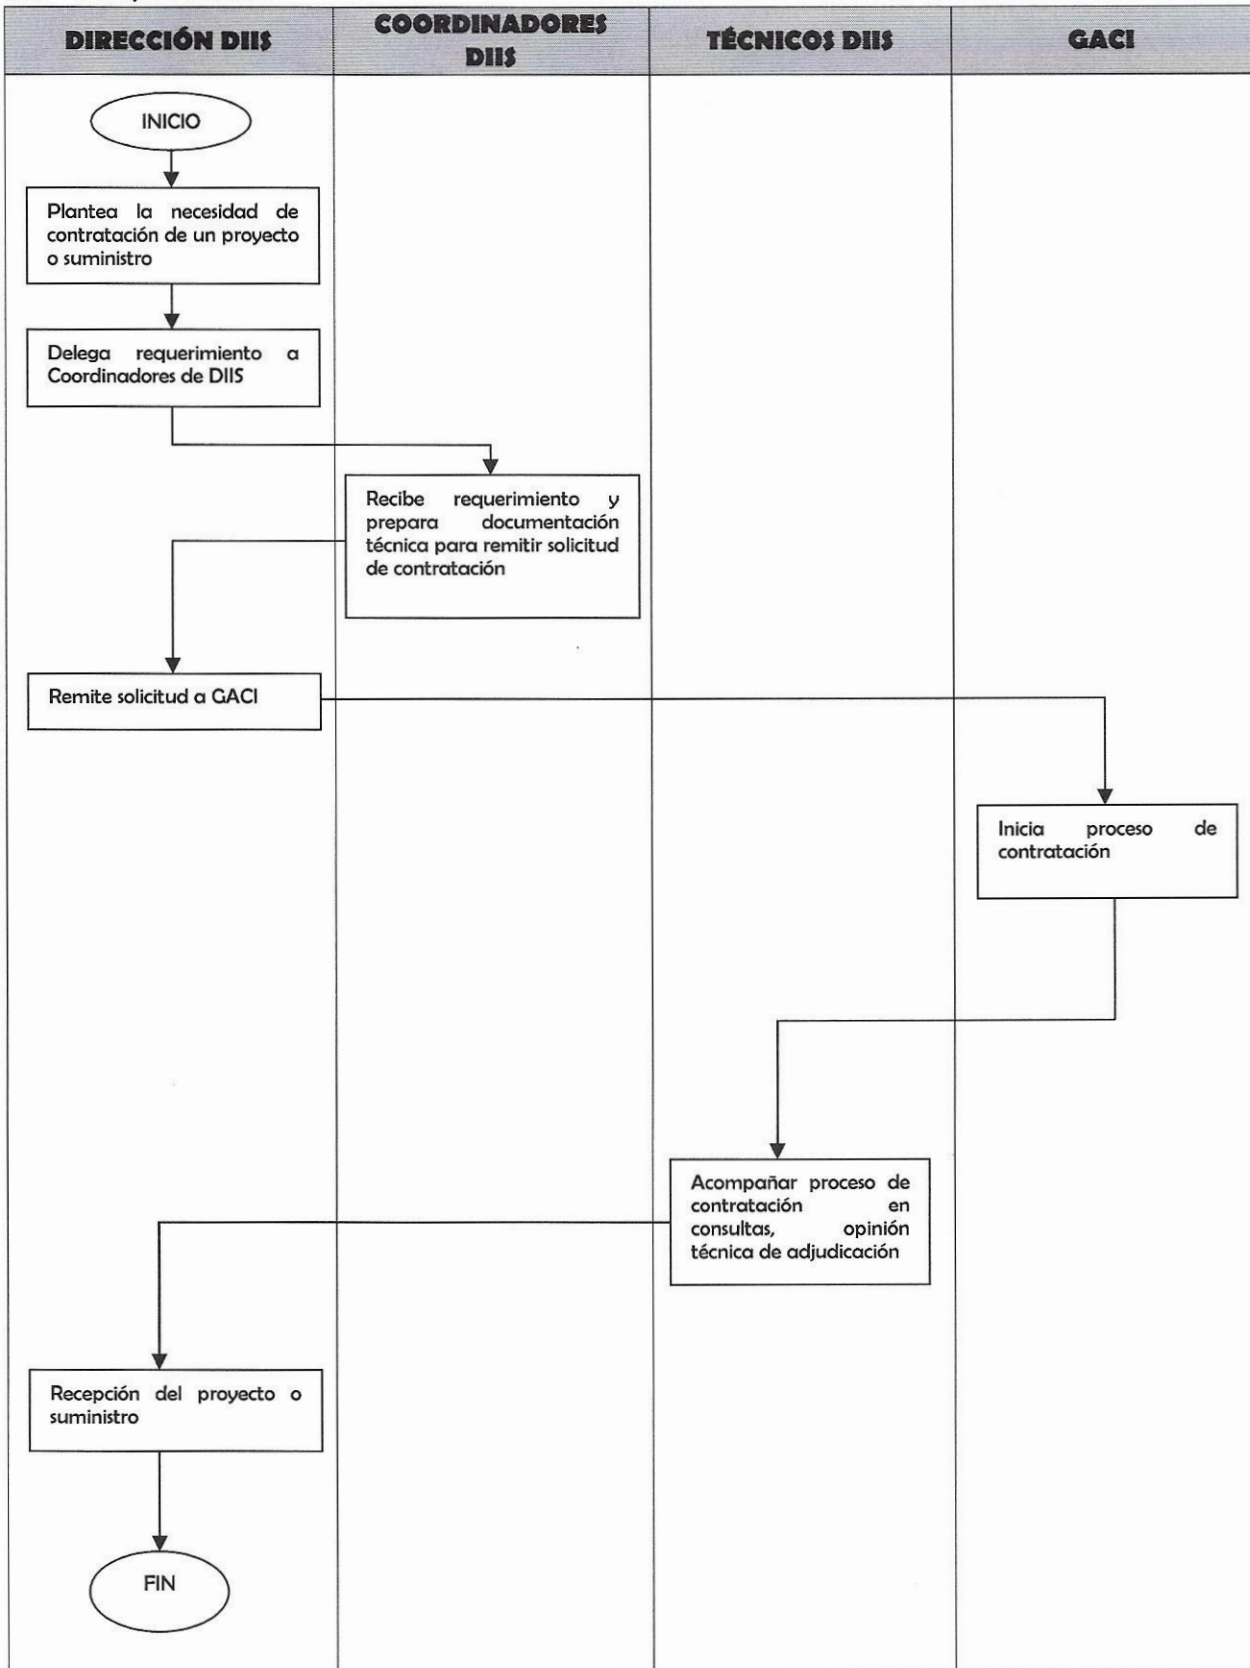 DIRECCIÓN DIIS
COORDINADORES
DIIS
TÉCNICOS DIIS
GACI
INICIO
Plantea la necesidad de
contratación de un proyecto
o suministro
Delega requerimiento a
Coordinadores de DIIS
Recibe requerimiento y
prepara documentación
técnica para remitir solicitud
de contratación
Remite solicitud a GACI
Inicia proceso de
contratación
Acompañar proceso de
contratación en
consultas, opinión
técnica de adjudicación
Recepción del proyecto o
suministro
FIN